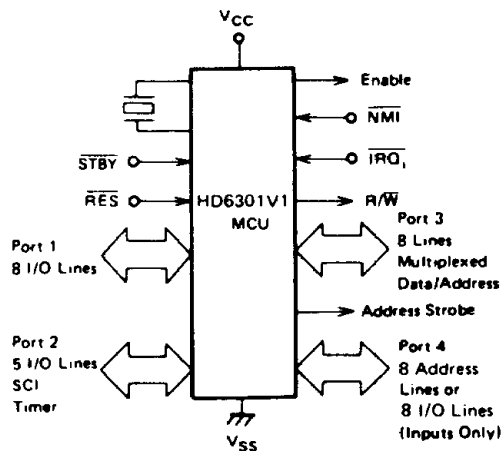 VCC
Enable
NMI
STBY
IRQ1
RES
HD6301V1
MCU
R/W
Port 1
8 I/O Lines
Port 3
8 Lines
Multiplexed
Data/Address
Address Strobe
Port 2
5 I/O Lines
SCI
Timer
Port 4
8 Address
Lines or
8 I/O Lines
(Inputs Only)
VSS